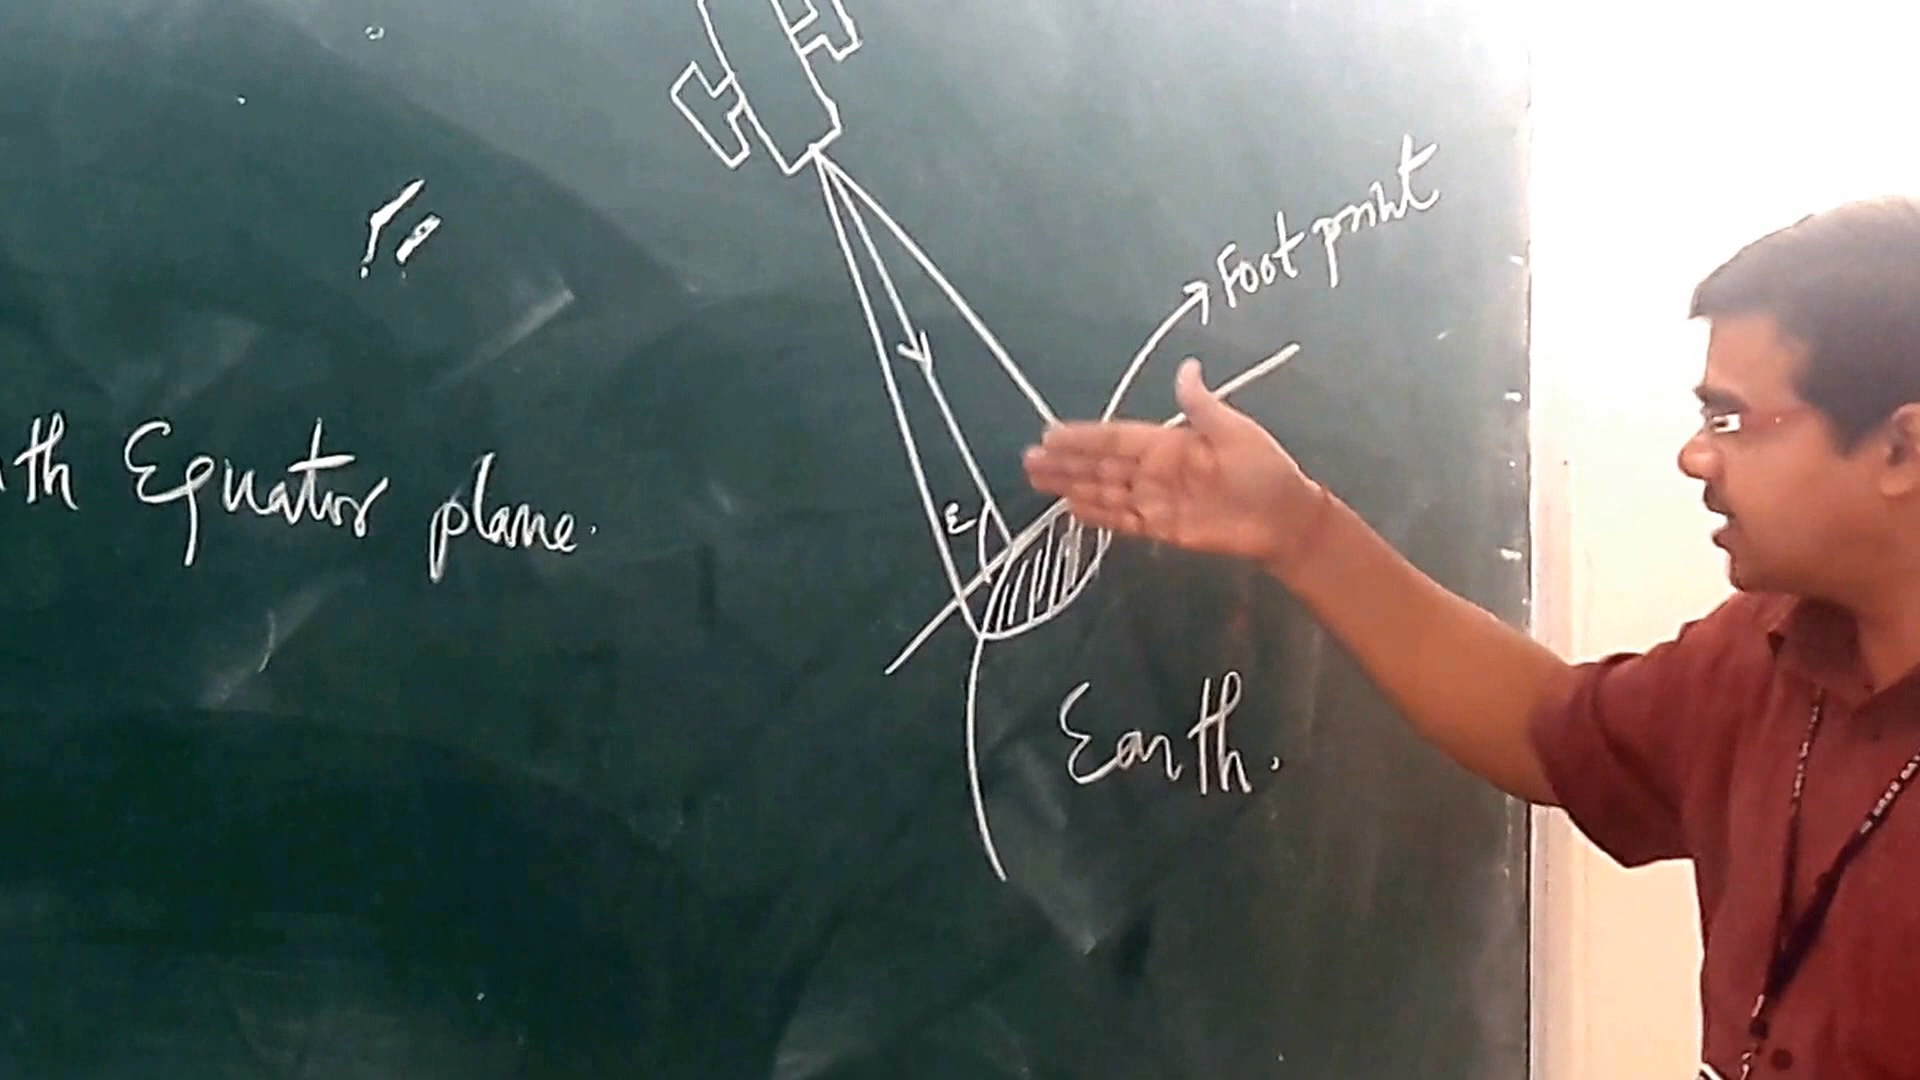 Foot print
th Equator plane.
ε
Earth.